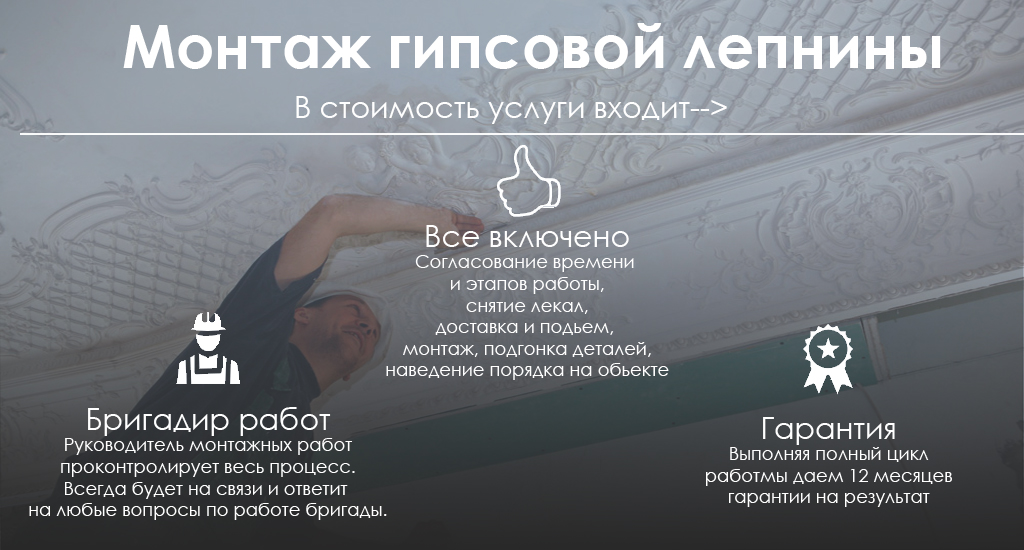 Монтаж гипсовой лепнины
В стоимость услуги входит-->
Все включено
Согласование времени
и этапов работы,
снятие лекал,
доставка и подьем,
монтаж, подгонка деталей,
наведение порядка на обьекте
Бригадир работ
Руководитель монтажных работ
проконтролирует весь процесс.
Всегда будет на связи и ответит
на любые вопросы по работе бригады.
Гарантия
Выполняя полный цикл
работмы даем 12 месяцев
гарантии на результат